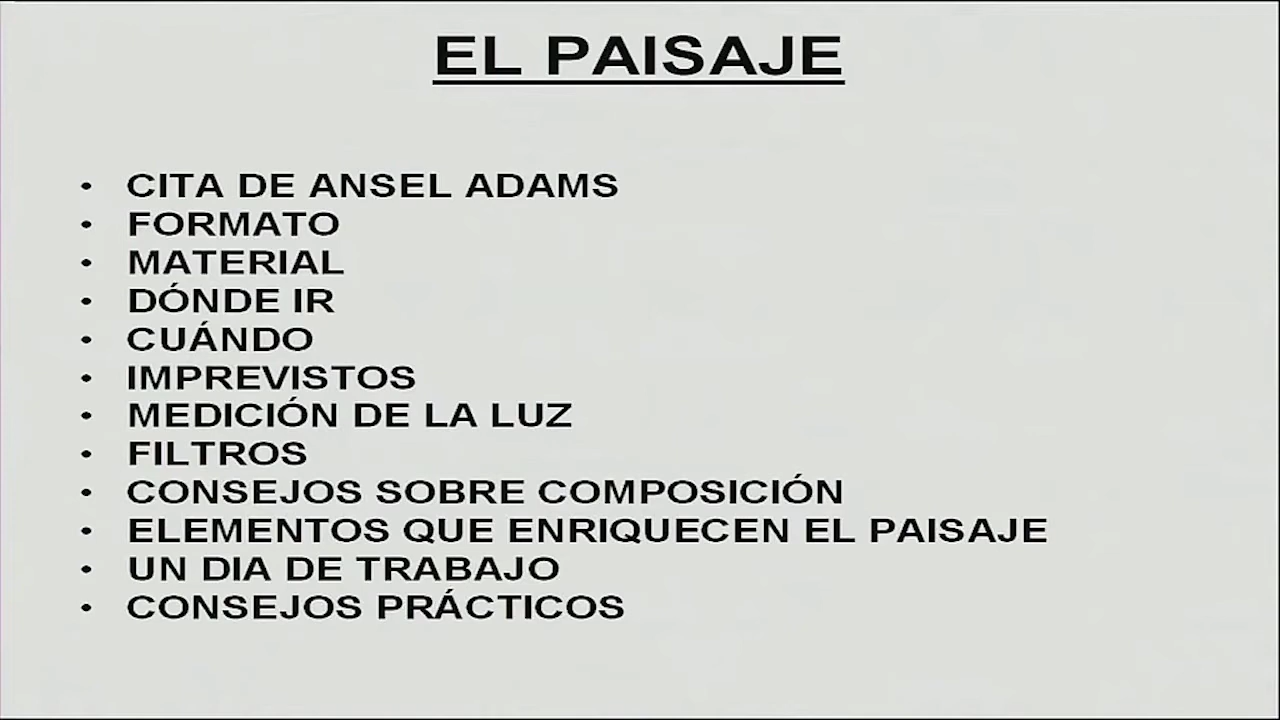 EL PAISAJE
• CITA DE ANSEL ADAMS
• FORMATO
• MATERIAL
• DÓNDE IR
• CUÁNDO
• IMPREVISTOS
• MEDICIÓN DE LA LUZ
• FILTROS
• CONSEJOS SOBRE COMPOSICIÓN
• ELEMENTOS QUE ENRIQUECEN EL PAISAJE
• UN DIA DE TRABAJO
• CONSEJOS PRÁCTICOS